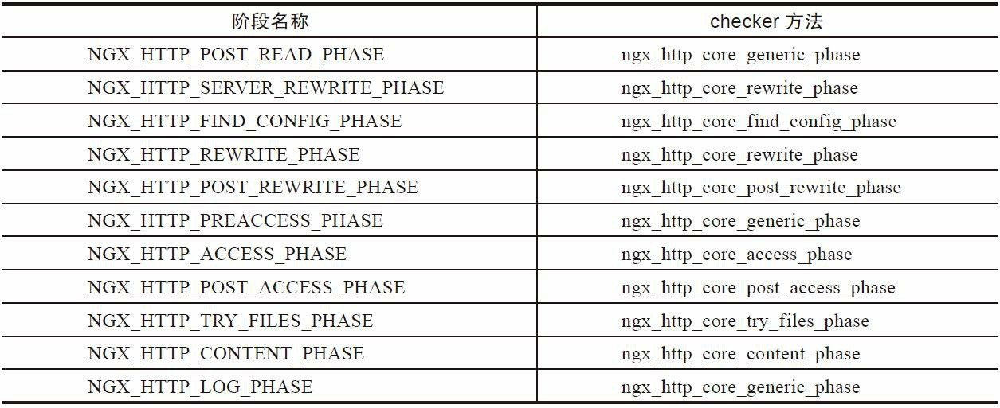 阶段名称 checker 方法
NGX_HTTP_POST_READ_PHASE ngx_http_core_generic_phase
NGX_HTTP_SERVER_REWRITE_PHASE ngx_http_core_rewrite_phase
NGX_HTTP_FIND_CONFIG_PHASE ngx_http_core_find_config_phase
NGX_HTTP_REWRITE_PHASE ngx_http_core_rewrite_phase
NGX_HTTP_POST_REWRITE_PHASE ngx_http_core_post_rewrite_phase
NGX_HTTP_PREACCESS_PHASE ngx_http_core_generic_phase
NGX_HTTP_ACCESS_PHASE ngx_http_core_access_phase
NGX_HTTP_POST_ACCESS_PHASE ngx_http_core_post_access_phase
NGX_HTTP_TRY_FILES_PHASE ngx_http_core_try_files_phase
NGX_HTTP_CONTENT_PHASE ngx_http_core_content_phase
NGX_HTTP_LOG_PHASE ngx_http_core_generic_phase